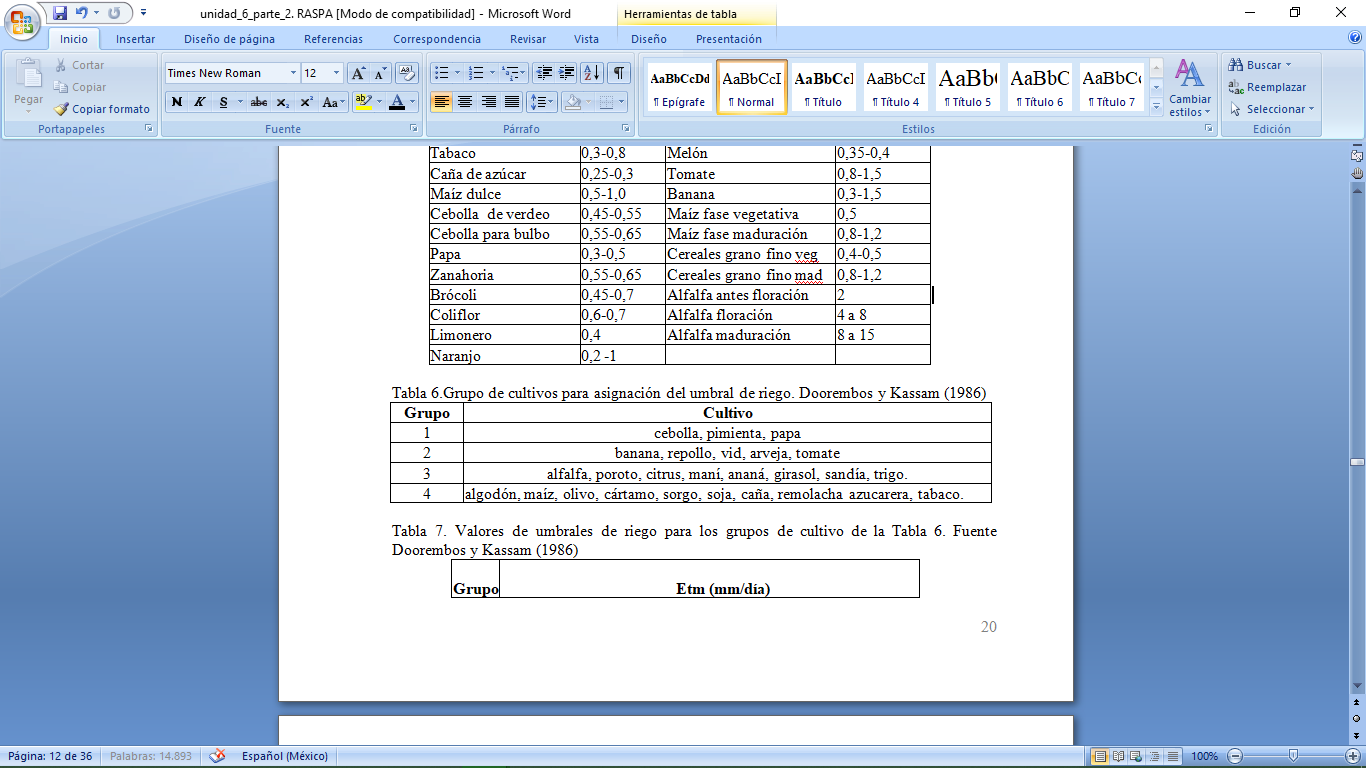 unidad_6_parte_2. RASPA [Modo de compatibilidad] - Microsoft Word
Herramientas de tabla
Inicio Insertar Diseño de página Referencias Correspondencia Revisar Vista Diseño Presentación
Pegar
Cortar
Copiar
Copiar formato
Portapapeles
Times New Roman 12
N K S abc x₂ x² Aa
Fuente
Párrafo
AaBbCcDd AaBbCcI AaBbCcI AaBbCcI AaBb( AaBbC AaBbC
¶ Epígrafe ¶ Normal ¶ Título ¶ Título 4 ¶ Título 5 ¶ Título 6 ¶ Título 7
Cambiar
estilos
Estilos
Buscar
Reemplazar
Seleccionar
Edición
Tabaco 0,3-0,8 Melón 0,35-0,4
Caña de azúcar 0,25-0,3 Tomate 0,8-1,5
Maíz dulce 0,5-1,0 Banana 0,3-1,5
Cebolla de verdeo 0,45-0,55 Maíz fase vegetativa 0,5
Cebolla para bulbo 0,55-0,65 Maíz fase maduración 0,8-1,2
Papa 0,3-0,5 Cereales grano fino veg 0,4-0,5
Zanahoria 0,55-0,65 Cereales grano fino mad 0,8-1,2
Brócoli 0,45-0,7 Alfalfa antes floración 2
Coliflor 0,6-0,7 Alfalfa floración 4 a 8
Limonero 0,4 Alfalfa maduración 8 a 15
Naranjo 0,2 -1
Tabla 6.Grupo de cultivos para asignación del umbral de riego. Doorembos y Kassam (1986)
Grupo Cultivo
1 cebolla, pimienta, papa
2 banana, repollo, vid, arveja, tomate
3 alfalfa, poroto, citrus, maní, ananá, girasol, sandía, trigo.
4 algodón, maíz, olivo, cártamo, sorgo, soja, caña, remolacha azucarera, tabaco.
Tabla 7. Valores de umbrales de riego para los grupos de cultivo de la Tabla 6. Fuente
Doorembos y Kassam (1986)
Grupo Etm (mm/día)
20
Página: 12 de 36 Palabras: 14.893 Español (México) 100%